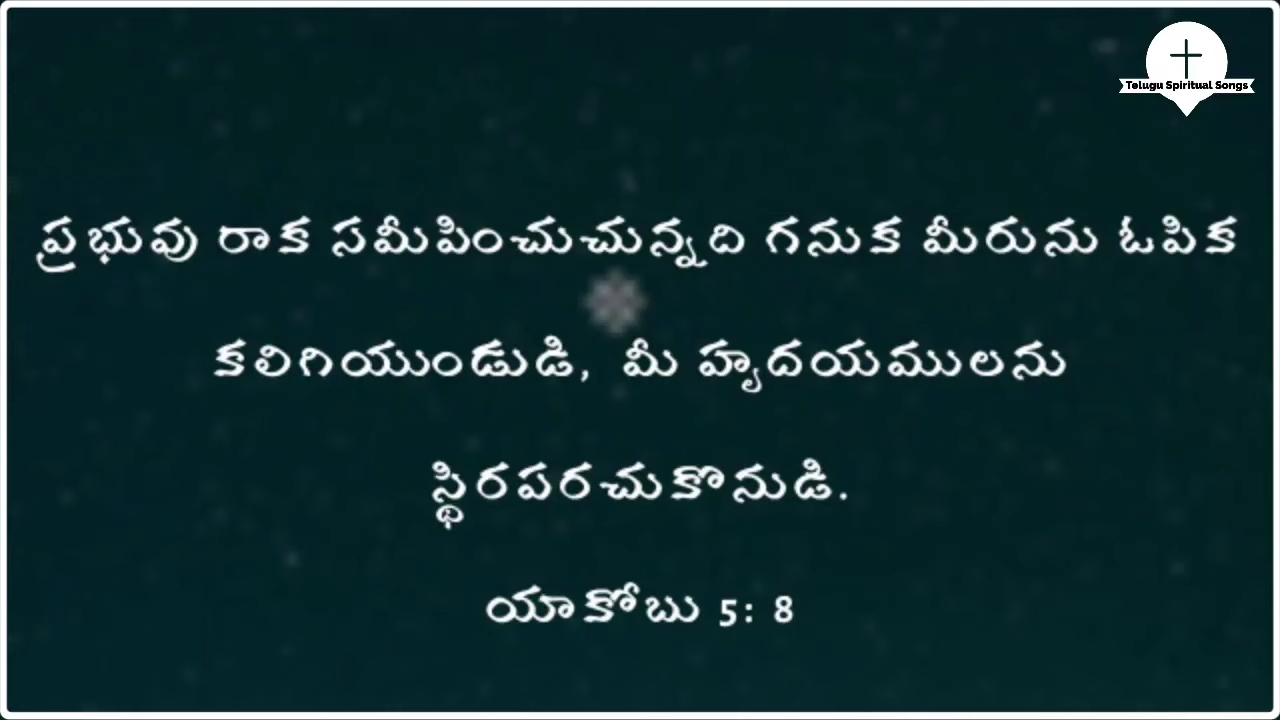 Telugu Spiritual Songs
ప్రభువు రాక సమీపించుచున్నది గనుక మీరును ఓపిక
కలిగియుండుడి, మీ హృదయములను
స్థిరపరచుకొనుడి.
యాకోబు 5: 8